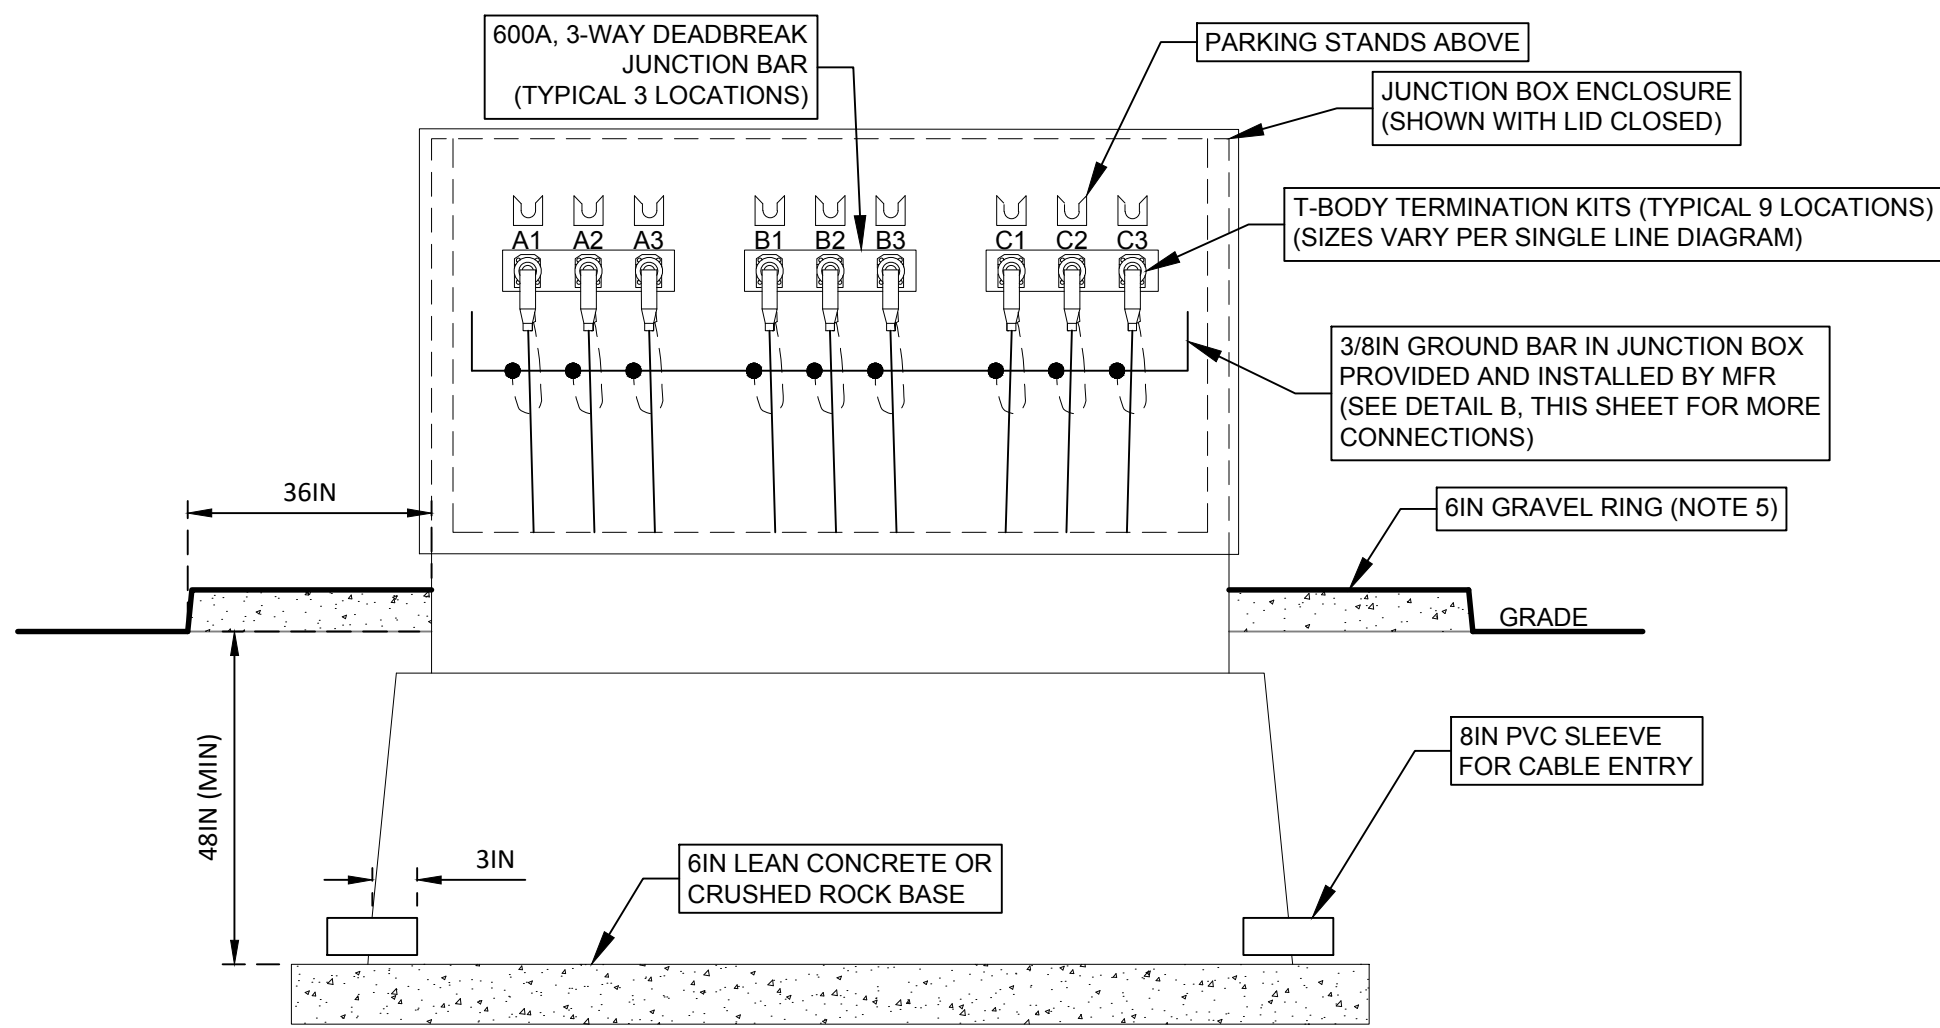 600A, 3-WAY DEADBREAK
JUNCTION BAR
(TYPICAL 3 LOCATIONS)
PARKING STANDS ABOVE
JUNCTION BOX ENCLOSURE
(SHOWN WITH LID CLOSED)
T-BODY TERMINATION KITS (TYPICAL 9 LOCATIONS)
(SIZES VARY PER SINGLE LINE DIAGRAM)
A1 A2 A3 B1 B2 B3 C1 C2 C3
3/8IN GROUND BAR IN JUNCTION BOX
PROVIDED AND INSTALLED BY MFR
(SEE DETAIL B, THIS SHEET FOR MORE
CONNECTIONS)
36IN
6IN GRAVEL RING (NOTE 5)
GRADE
48IN (MIN)
8IN PVC SLEEVE
FOR CABLE ENTRY
3IN
6IN LEAN CONCRETE OR
CRUSHED ROCK BASE